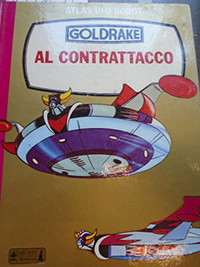 ATLAS UFO ROBOT
GOLDRAKE
AL CONTRATTACCO